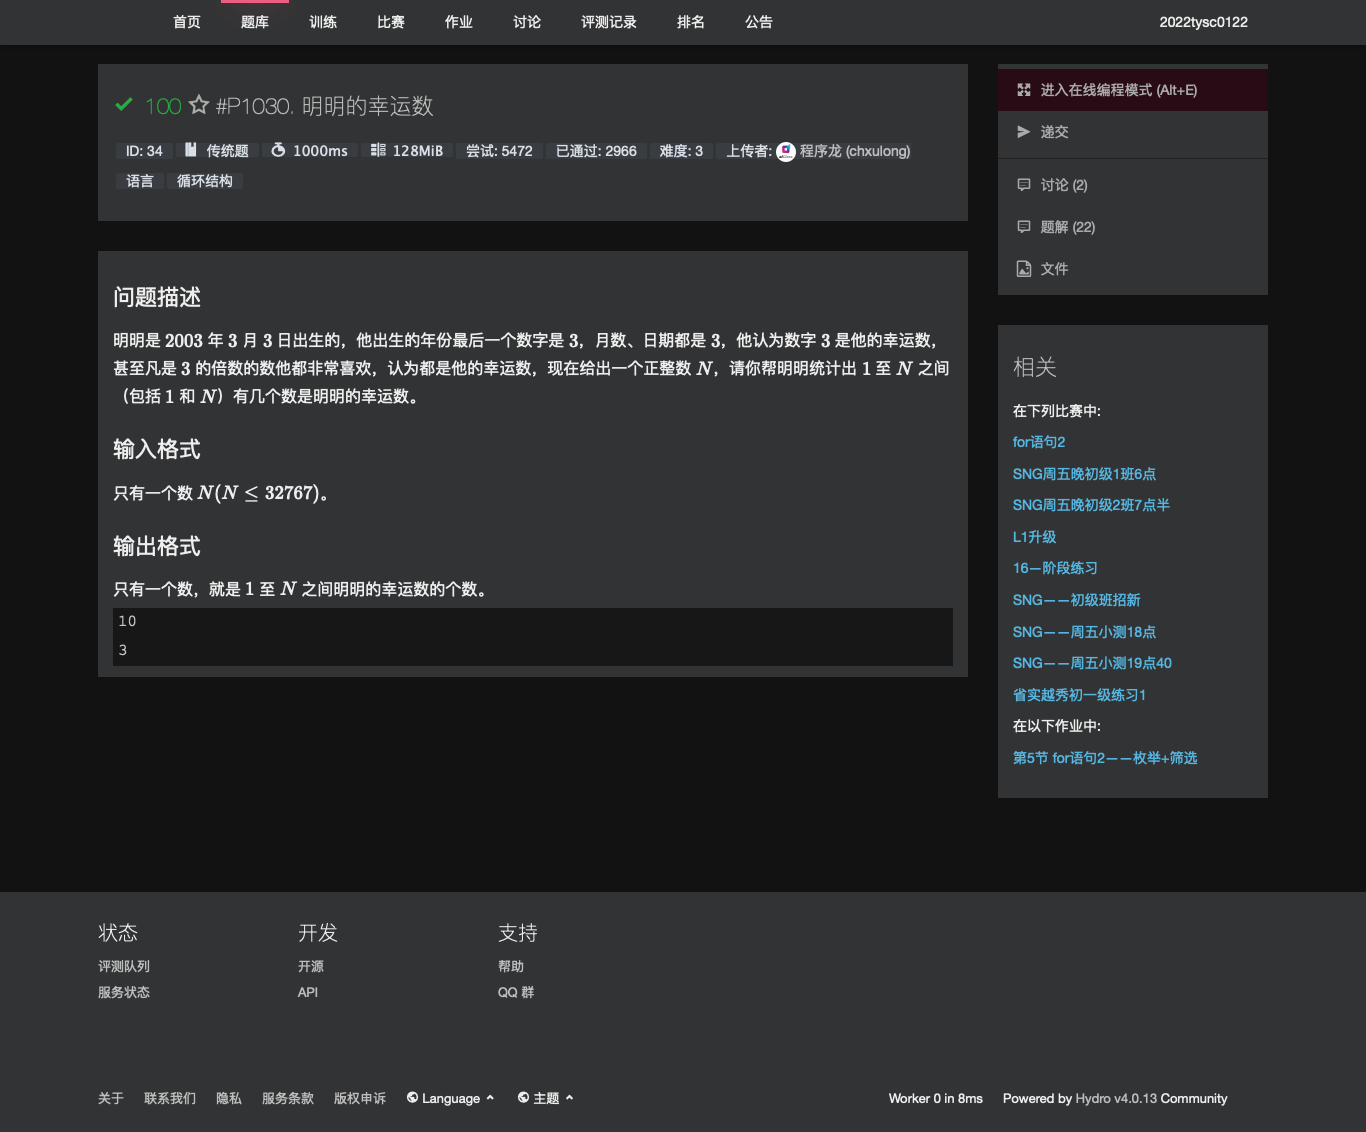 首页 题库 训练 比赛 作业 讨论 评测记录 排名 公告 2022tysc0122
100 #P1030. 明明的幸运数
ID: 34 传统题 1000ms 128MiB 尝试: 5472 已通过: 2966 难度: 3 上传者: 程序龙 (chxulong)
语言 循环结构
问题描述
明明是 2003 年 3 月 3 日出生的，他出生的年份最后一个数字是 3，月数、日期都是 3，他认为数字 3 是他的幸运数，
甚至凡是 3 的倍数的数他都非常喜欢，认为都是他的幸运数，现在给出一个正整数 N，请你帮明明统计出 1 至 N 之间
（包括 1 和 N）有几个数是明明的幸运数。
输入格式
只有一个数 N(N ≤ 32767)。
输出格式
只有一个数，就是 1 至 N 之间明明的幸运数的个数。
10
3
进入在线编程模式 (Alt+E)
递交
讨论 (2)
题解 (22)
文件
相关
在下列比赛中:
for语句2
SNG周五晚初级1班6点
SNG周五晚初级2班7点半
L1升级
16—阶段练习
SNG——初级班招新
SNG——周五小测18点
SNG——周五小测19点40
省实越秀初一级练习1
在以下作业中:
第5节 for语句2——枚举+筛选
状态 开发 支持
评测队列 开源 帮助
服务状态 API QQ 群
关于 联系我们 隐私 服务条款 版权申诉 Language 主题 Worker 0 in 8ms Powered by Hydro v4.0.13 Community